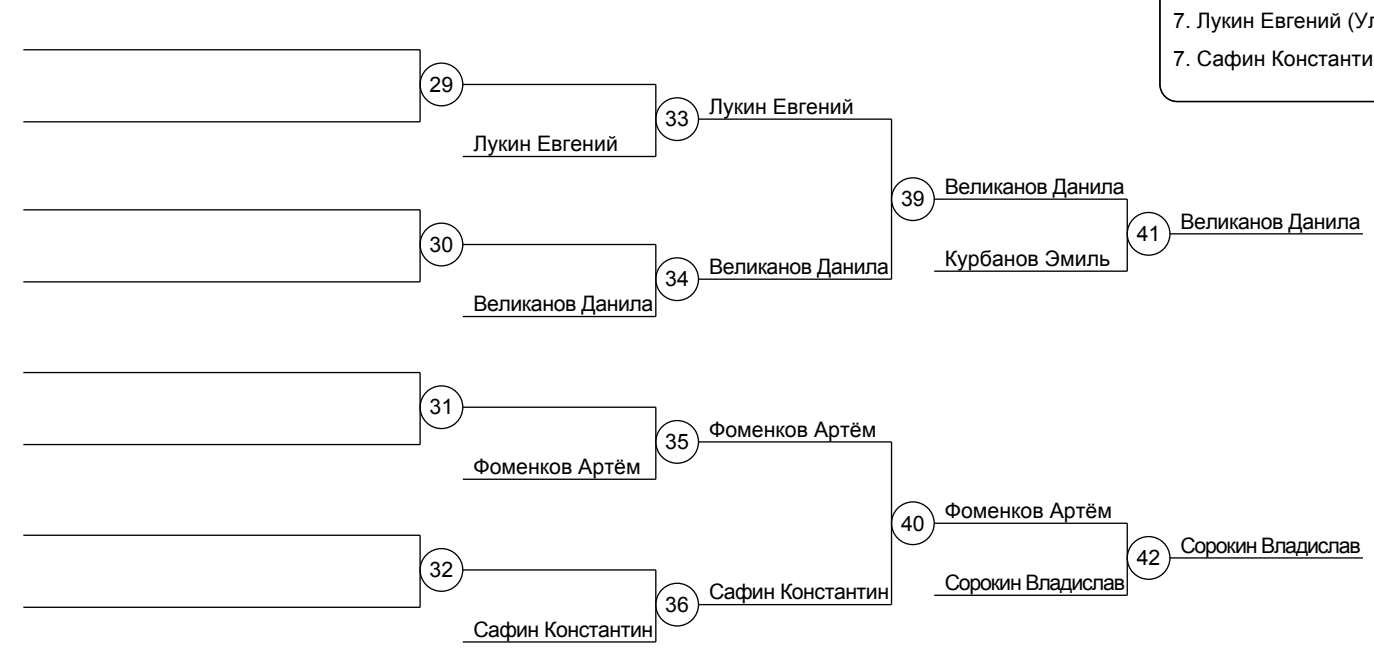 7. Лукин Евгений
7. Сафин
29
33
Лукин Евгений
Лукин Евгений
39
Великанов Данила
30
34
Великанов Данила
Великанов Данила
Курбанов Эмиль
41
Великанов Данила
31
35
Фоменков Артём
Фоменков Артём
40
Фоменков Артём
32
36
Сафин Константин
Сафин Константин
Сорокин Владислав
42
Сорокин Владислав